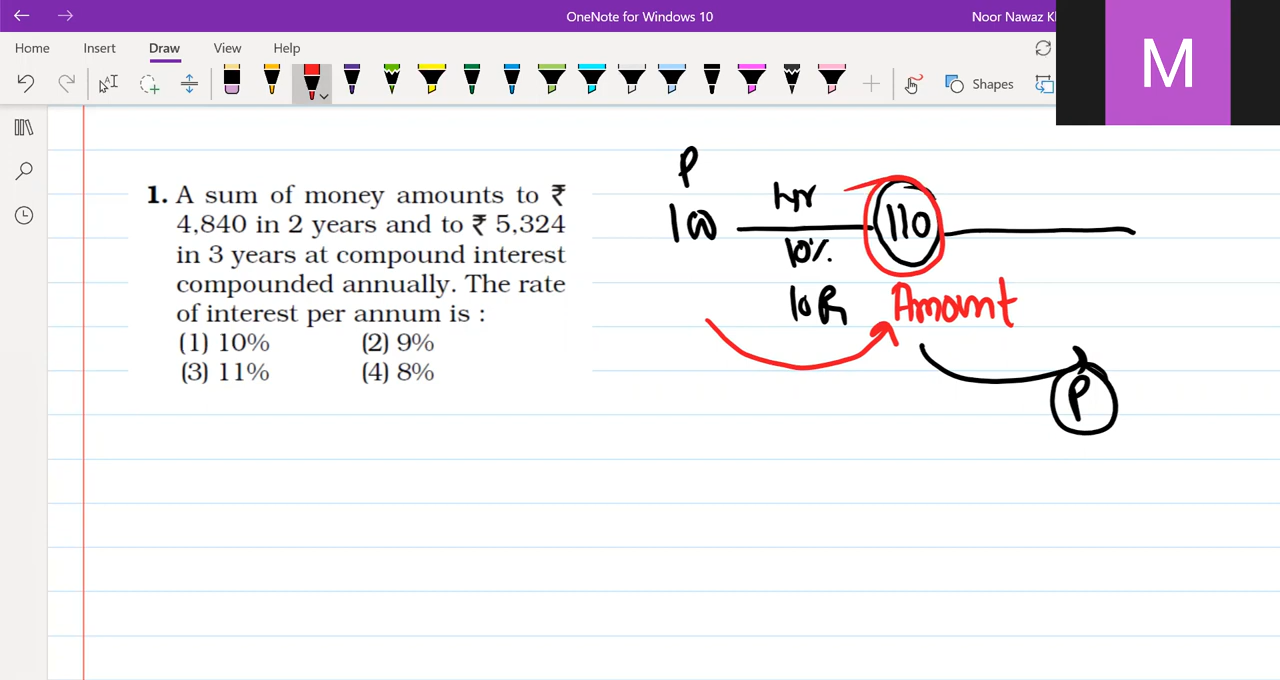 OneNote for Windows 10
Noor Nawaz Kh
M
Home Insert Draw View Help
Shapes
1. A sum of money amounts to ₹
4,840 in 2 years and to ₹ 5,324
in 3 years at compound interest
compounded annually. The rate
of interest per annum is :
(1) 10% (2) 9%
(3) 11% (4) 8%
P
100 110
10%
Amount
P